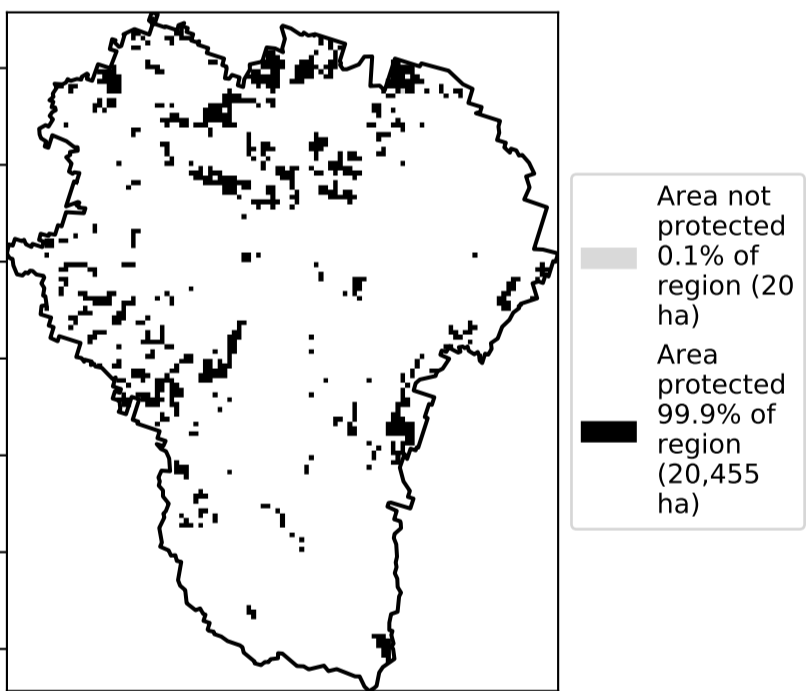 Area not
protected
0.1% of
region (20
ha)
Area
protected
99.9% of
region
(20,455
ha)